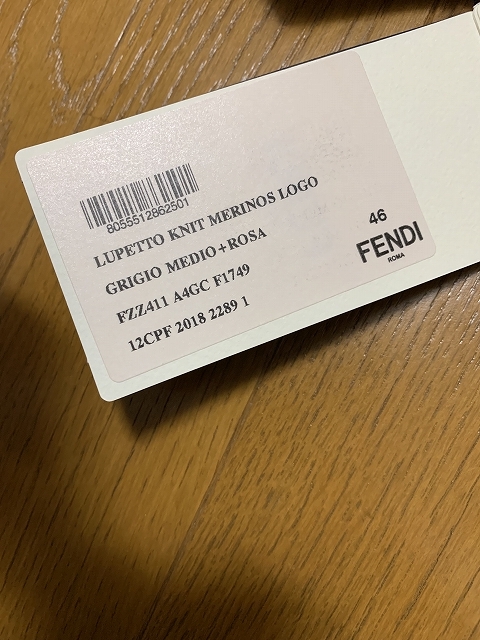 8055512862501
LUPETTO KNIT MERINOS LOGO
GRIGIO MEDIO+ROSA
FZZ411 A4GC F1749
12CPF 2018 2289 1
46
FENDI
ROMA